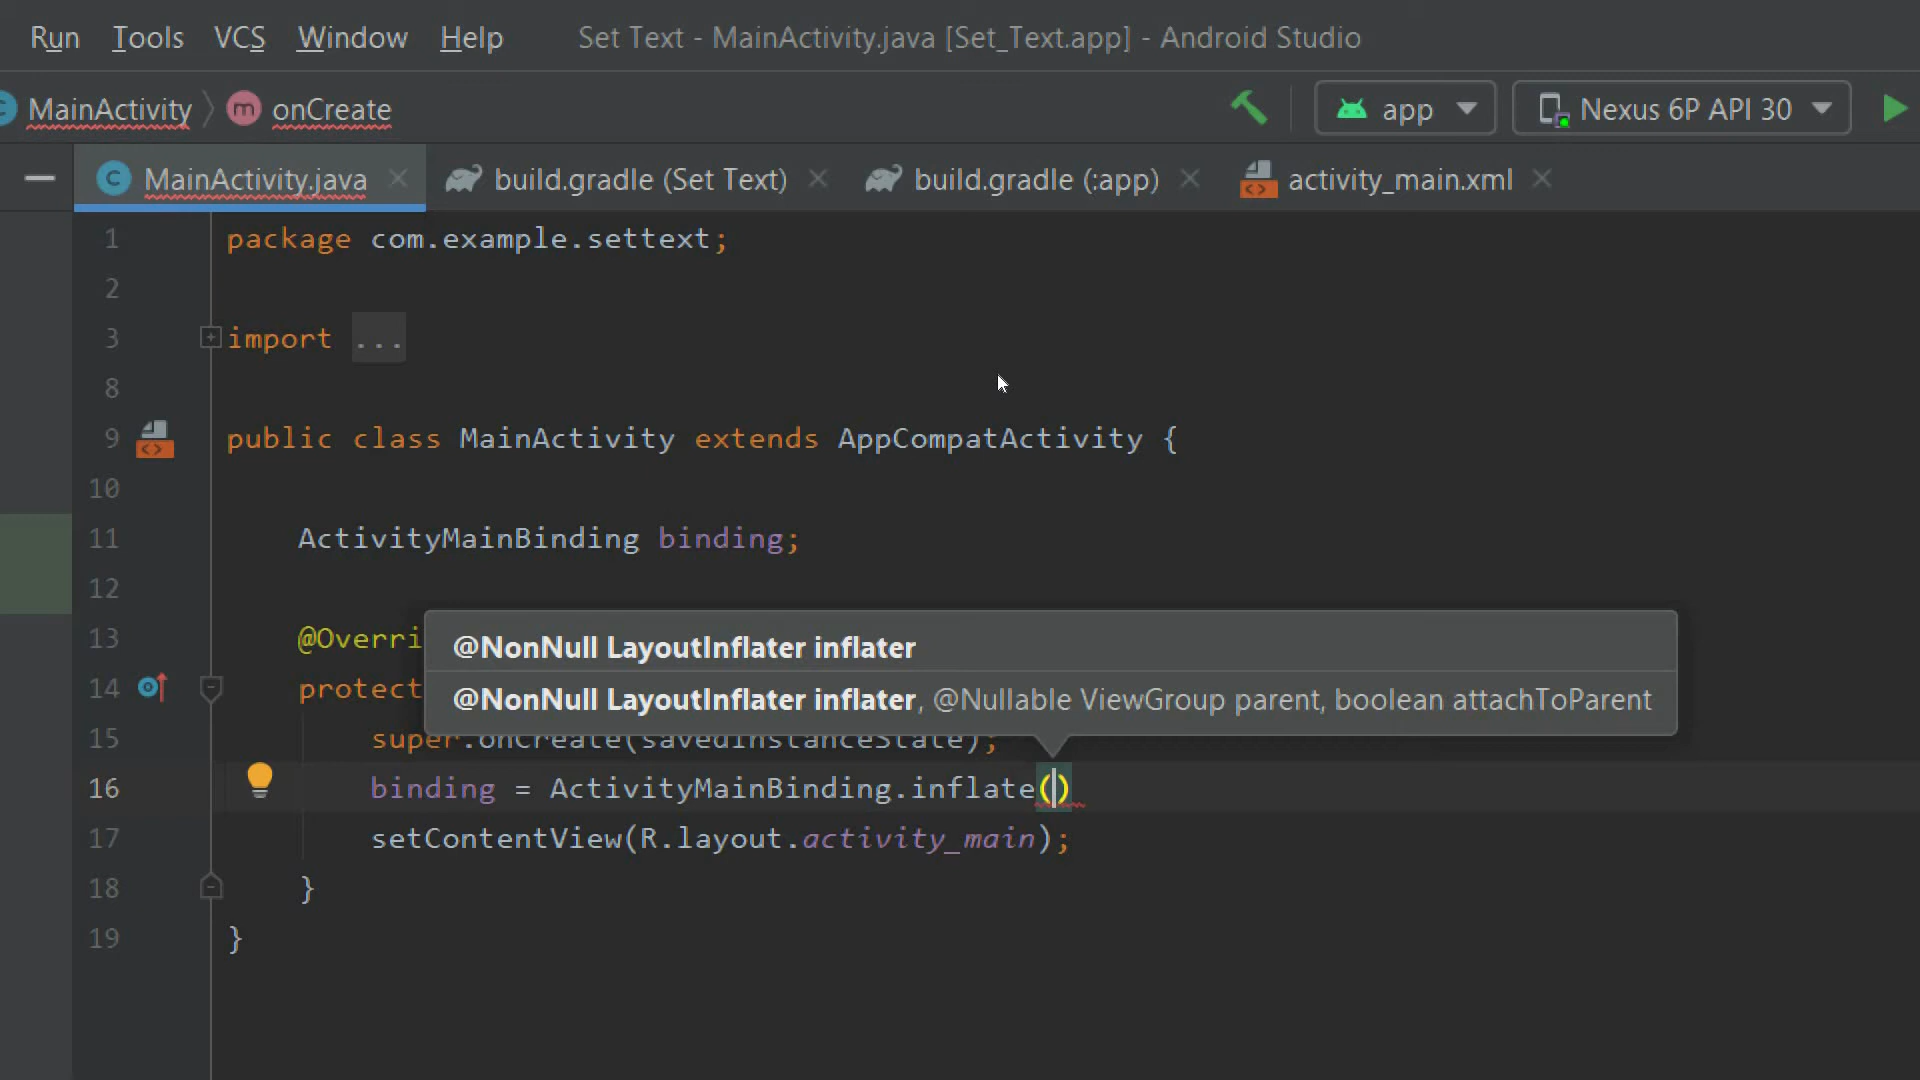 Run Tools VCS Window Help Set Text - MainActivity.java [Set_Text.app] - Android Studio
MainActivity m onCreate app Nexus 6P API 30
C MainActivity.java build.gradle (Set Text) build.gradle (:app) activity_main.xml
1 package com.example.settext;
2
3 import ...
8
9 public class MainActivity extends AppCompatActivity {
10
11 ActivityMainBinding binding;
12
13 @Overri
@NonNull LayoutInflater inflater
14 protect
@NonNull LayoutInflater inflater, @Nullable ViewGroup parent, boolean attachToParent
15 super.onCreate(savedInstanceState);
16 binding = ActivityMainBinding.inflate()
17 setContentView(R.layout.activity_main);
18 }
19 }